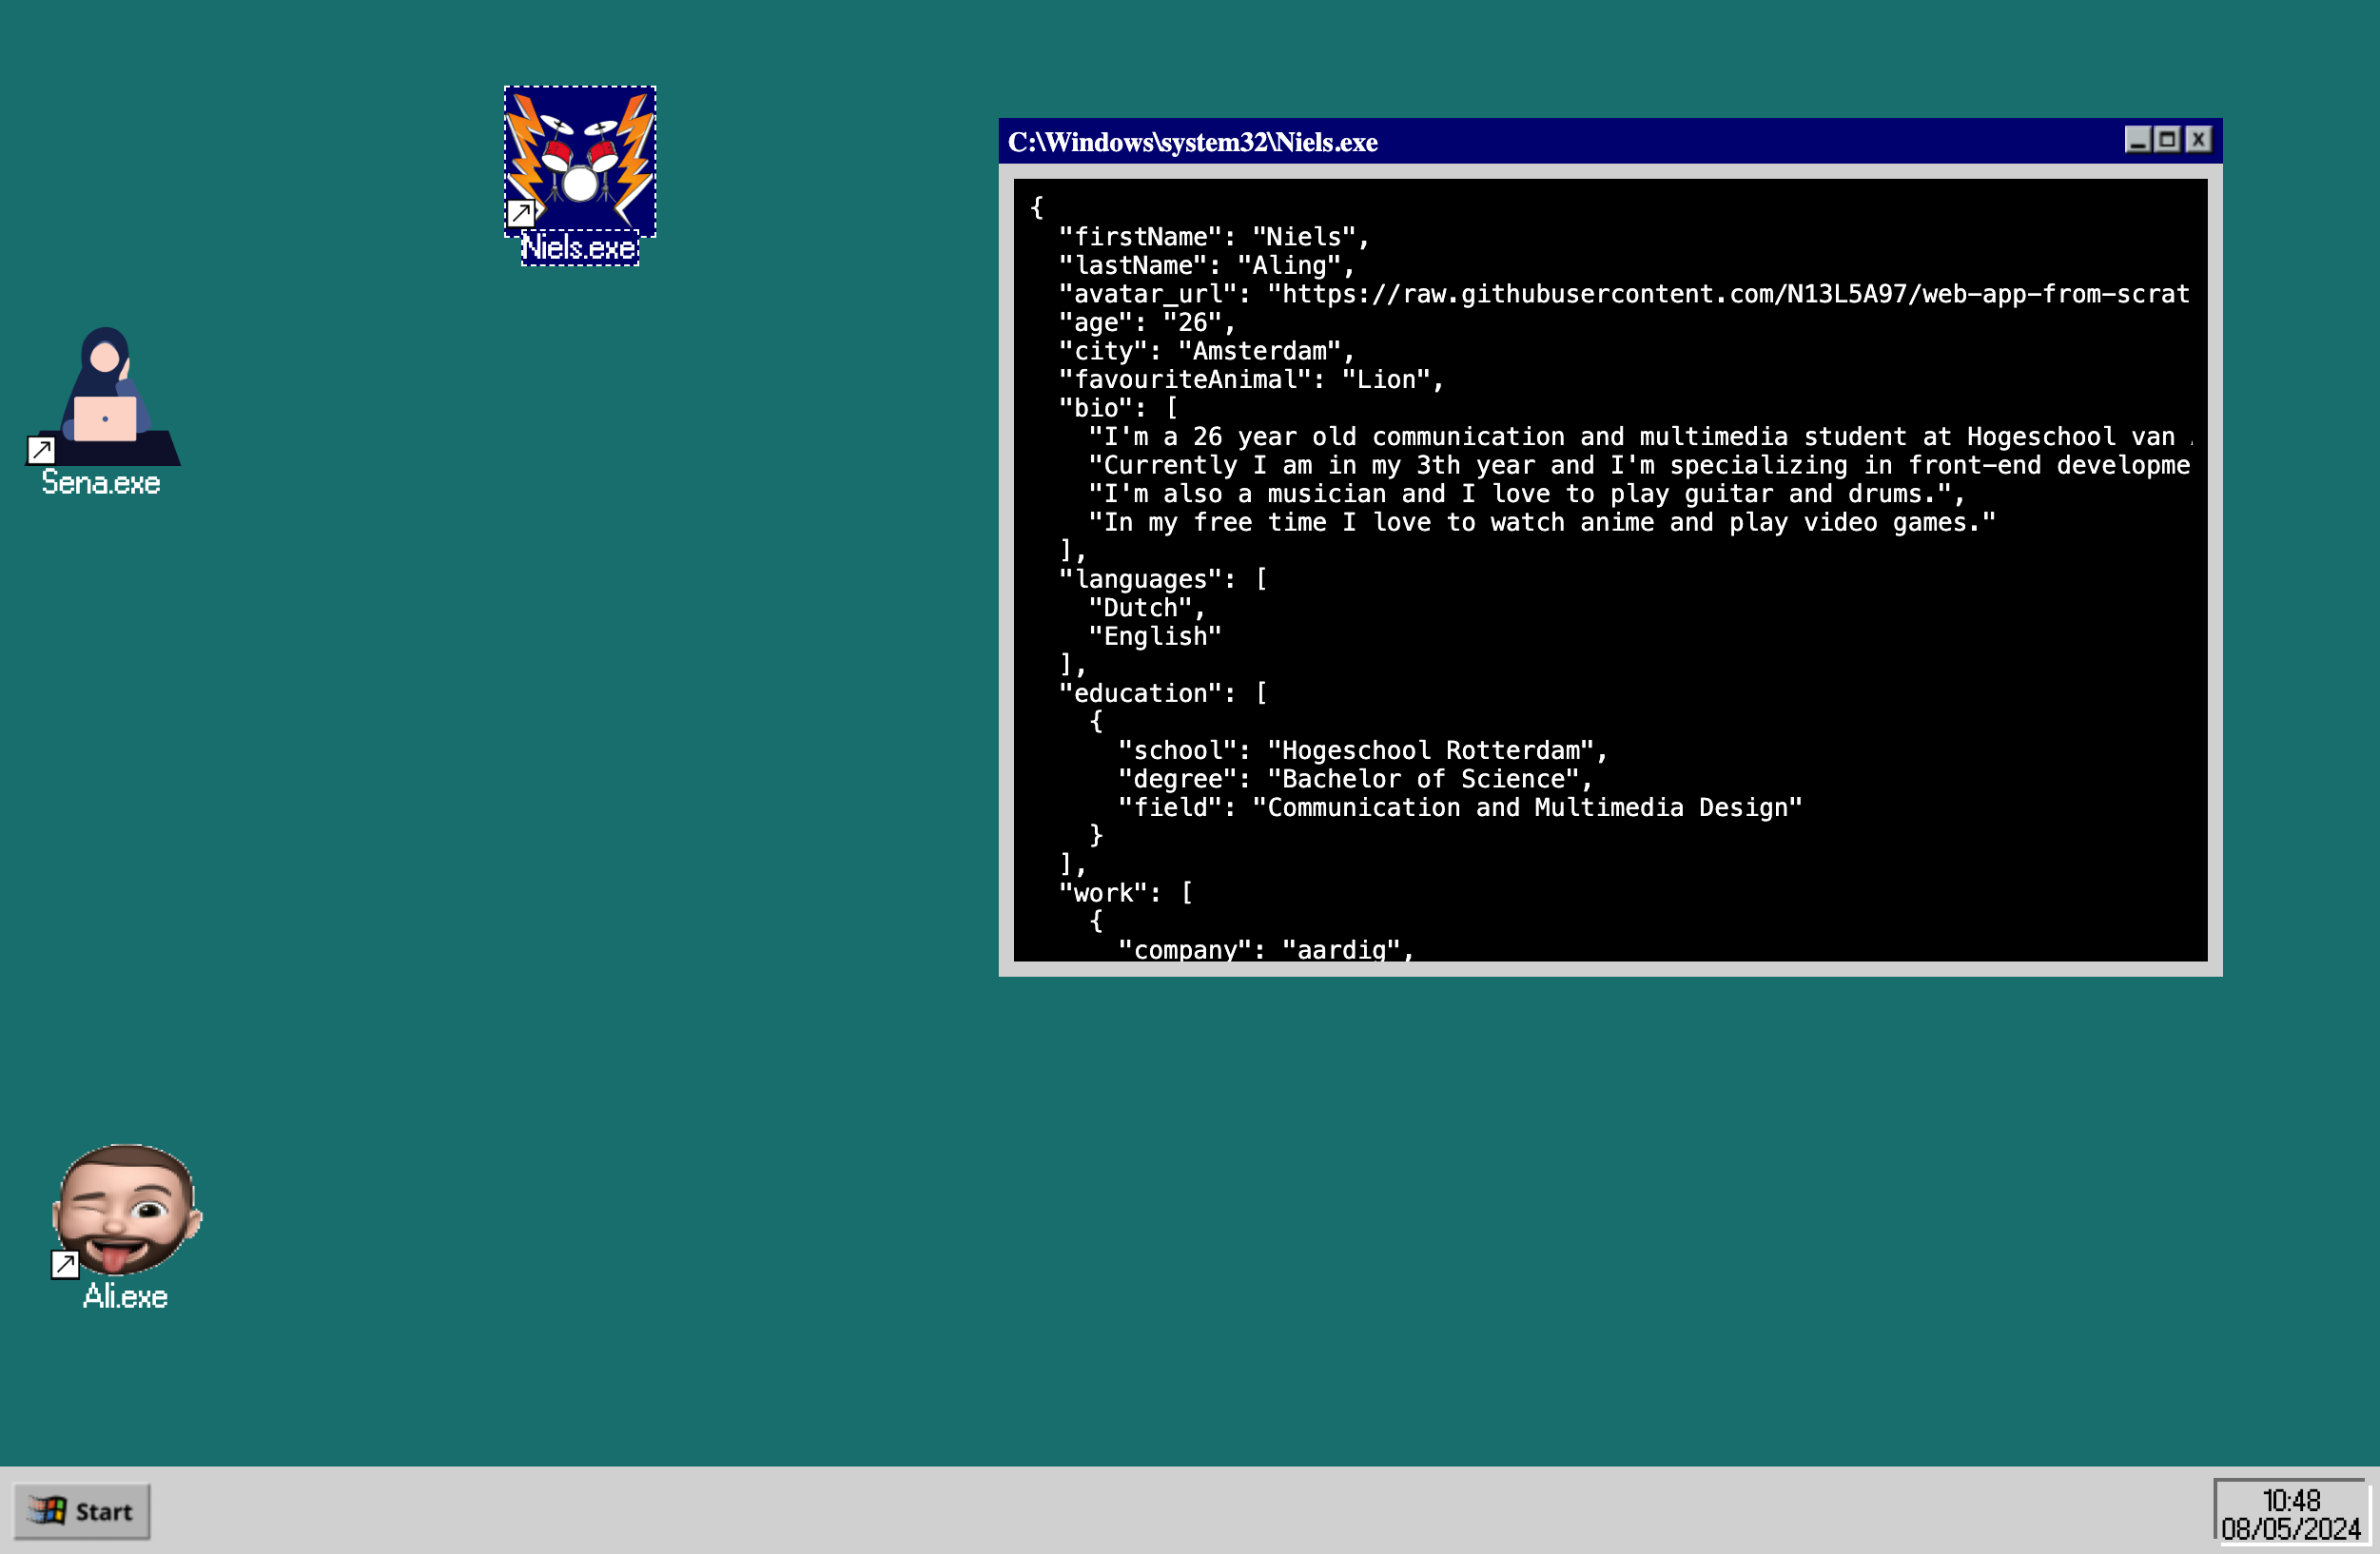 Niels.exe
Sena.exe
Ali.exe
C:\Windows\system32\Niels.exe
{
  "firstName": "Niels",
  "lastName": "Aling",
  "avatar_url": "https://raw.githubusercontent.com/N13L5A97/web-app-from-scrat
  "age": "26",
  "city": "Amsterdam",
  "favouriteAnimal": "Lion",
  "bio": [
    "I'm a 26 year old communication and multimedia student at Hogeschool van
    "Currently I am in my 3th year and I'm specializing in front-end developme
    "I'm also a musician and I love to play guitar and drums.",
    "In my free time I love to watch anime and play video games."
  ],
  "languages": [
    "Dutch",
    "English"
  ],
  "education": [
    {
      "school": "Hogeschool Rotterdam",
      "degree": "Bachelor of Science",
      "field": "Communication and Multimedia Design"
    }
  ],
  "work": [
    {
      "company": "aardig",
Start
10:48
08/05/2024